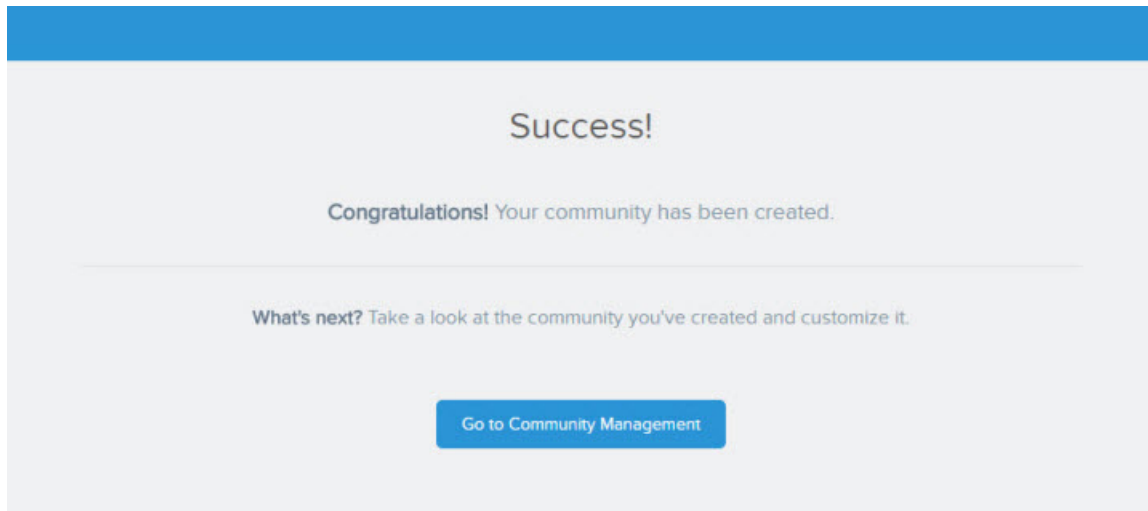 Success!
Congratulations! Your community has been created.
What's next? Take a look at the community you've created and customize it.
Go to Community Management